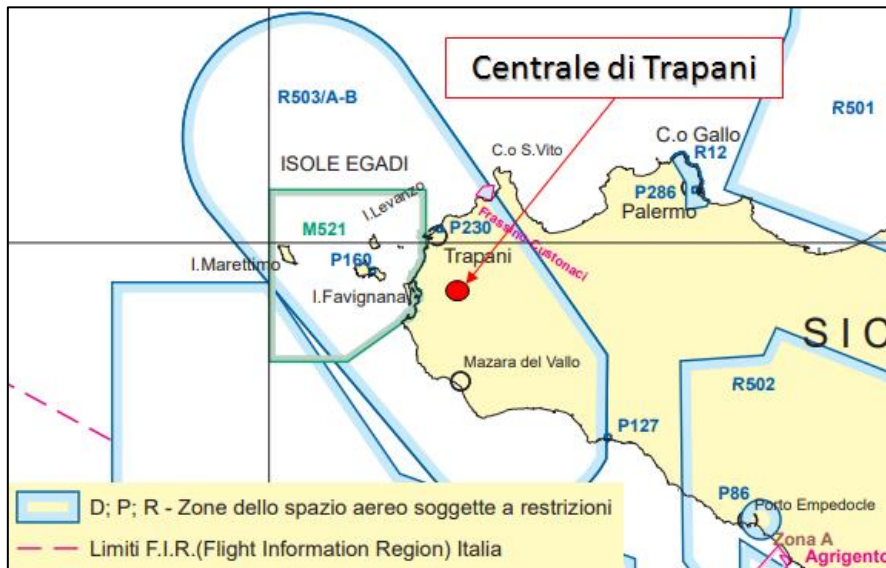 Centrale di Trapani
R503/A-B
R501
C.o Gallo
C.o S.Vito
R12
ISOLE EGADI
P286
Palermo
I.Levanzo
M521
P230
Frassino Custonaci
Trapani
I.Marettimo
P160
I.Favignana
S I C
Mazara del Vallo
R502
P127
P86
Porto Empedocle
Zona A
Agrigento
D; P; R - Zone dello spazio aereo soggette a restrizioni
Limiti F.I.R.(Flight Information Region) Italia